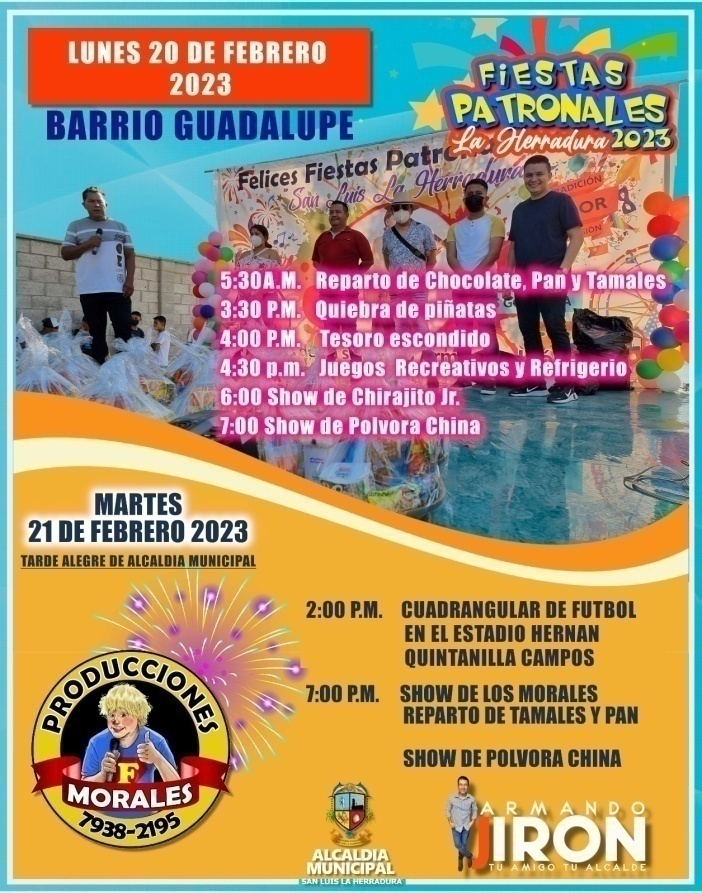 LUNES 20 DE FEBRERO
2023
BARRIO GUADALUPE
FiESTAS
PATRONALES
La Herradura 2023
Felices Fiestas Patro
San Luis La Herradura
5:30A.M. Reparto de Chocolate, Pan y Tamales
3:30 P.M. Quiebra de piñatas
4:00 P.M. Tesoro escondido
4:30 p.m. Juegos Recreativos y Refrigerio
6:00 Show de Chirajito Jr.
7:00 Show de Polvora China
MARTES
21 DE FEBRERO 2023
TARDE ALEGRE DE ALCALDIA MUNICIPAL
2:00 P.M. CUADRANGULAR DE FUTBOL
EN EL ESTADIO HERNAN
QUINTANILLA CAMPOS
7:00 P.M. SHOW DE LOS MORALES
REPARTO DE TAMALES Y PAN
SHOW DE POLVORA CHINA
PRODUCCIONES
F
MORALES
7938-2195
ALCALDIA
MUNICIPAL
SAN LUIS LA HERRADURA
ARMANDO
JIRON
TU AMIGO TU ALCALDE